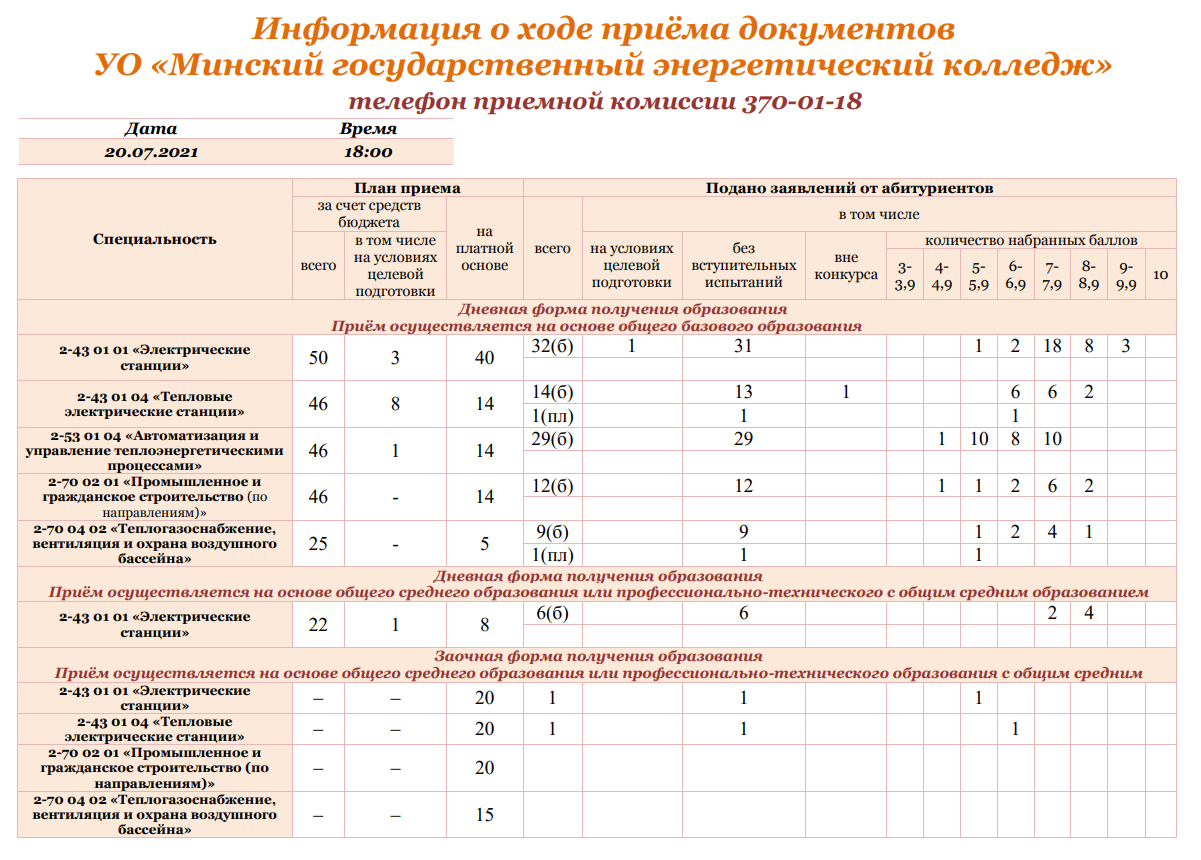 Информация о ходе приёма документов
УО «Минский государственный энергетический колледж»
телефон приемной комиссии 370-01-18
Дата Время
20.07.2021 18:00
Специальность
План приема
Подано заявлений от абитуриентов
за счет средств
бюджета
на
платной
основе
всего
в том числе
всего
в том числе
на условиях
целевой
подготовки
на условиях
целевой
подготовки
без
вступительных
испытаний
вне
конкурса
количество набранных баллов
3-
3,9
4-
4,9
5-
5,9
6-
6,9
7-
7,9
8-
8,9
9-
9,9
10
Дневная форма получения образования
Приём осуществляется на основе общего базового образования
2-43 01 01 «Электрические
станции»
50 3 40 32(б) 1 31 1 2 18 8 3
2-43 01 04 «Тепловые
электрические станции»
46 8 14 14(б) 13 1 6 6 2
1(пл) 1 1
2-53 01 04 «Автоматизация и
управление теплоэнергетическими
процессами»
46 1 14 29(б) 29 1 10 8 10
2-70 02 01 «Промышленное и
гражданское строительство (по
направлениям)»
46 - 14 12(б) 12 1 1 2 6 2
2-70 04 02 «Теплогазоснабжение,
вентиляция и охрана воздушного
бассейна»
25 - 5 9(б) 9 1 2 4 1
1(пл) 1 1
Дневная форма получения образования
Приём осуществляется на основе общего среднего образования или профессионально-технического с общим средним образованием
2-43 01 01 «Электрические
станции»
22 1 8 6(б) 6 2 4
Заочная форма получения образования
Приём осуществляется на основе общего среднего образования или профессионально-технического образования с общим средним
2-43 01 01 «Электрические
станции»
– – 20 1 1 1
2-43 01 04 «Тепловые
электрические станции»
– – 20 1 1 1
2-70 02 01 «Промышленное и
гражданское строительство (по
направлениям)»
– – 20
2-70 04 02 «Теплогазоснабжение,
вентиляция и охрана воздушного
бассейна»
– – 15